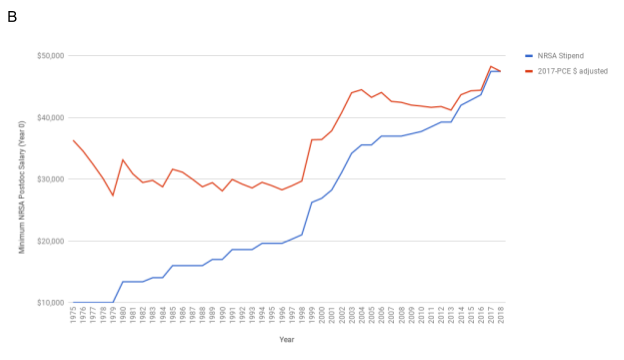 B
$50,000
$40,000
$30,000
$20,000
$10,000
Minimum NRSA Postdoc Salary (Year 0)
1975 1976 1977 1978 1979 1980 1981 1982 1983 1984 1985 1986 1987 1988 1989 1990 1991 1992 1993 1994 1995 1996 1997 1998 1999 2000 2001 2002 2003 2004 2005 2006 2007 2008 2009 2010 2011 2012 2013 2014 2015 2016 2017 2018
Year
NRSA Stipend
2017-PCE $ adjusted